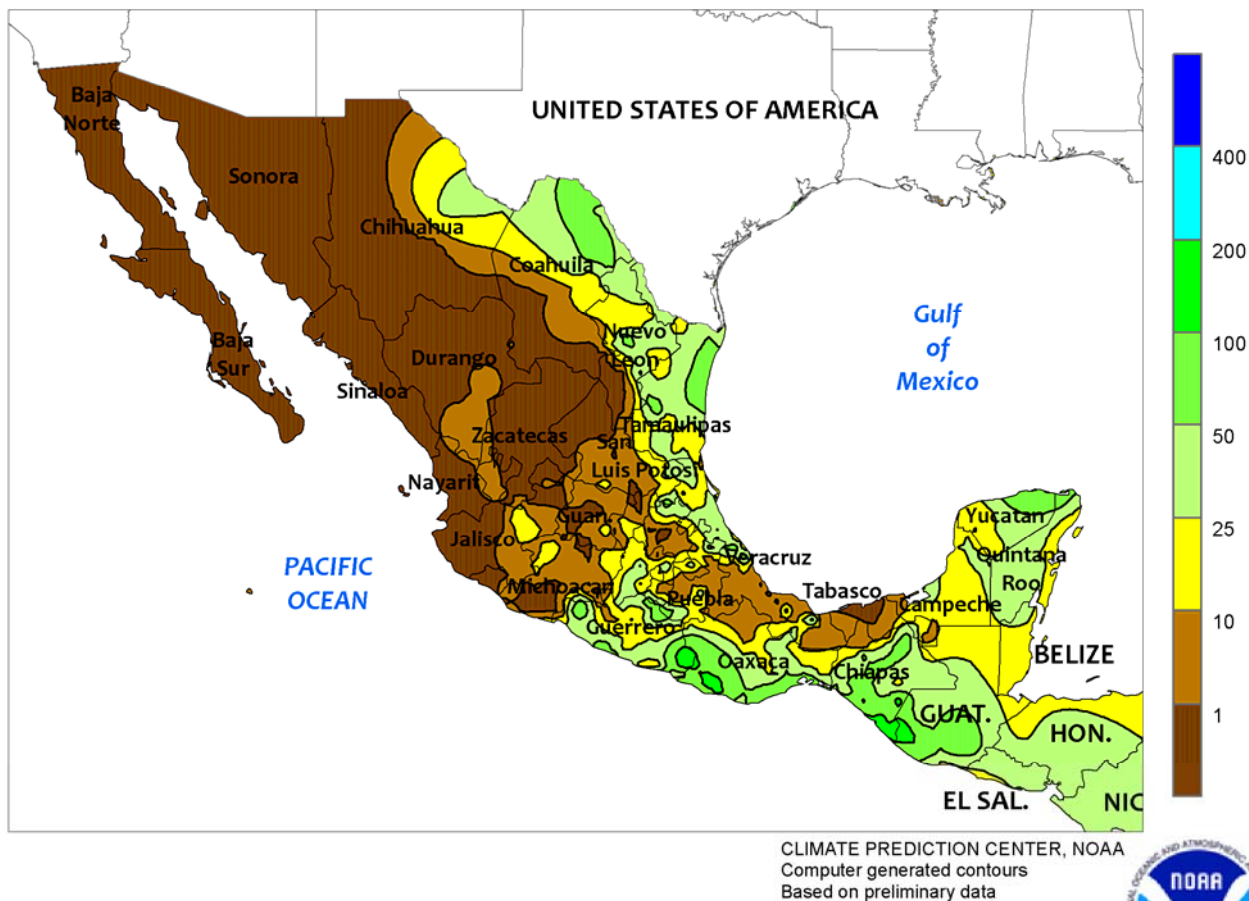 UNITED STATES OF AMERICA
Baja
Norte
Sonora
Chihuahua
Coahuila
Nuevo
Leon
Durango
Baja
Sur
Sinaloa
Zacatecas
Tamaulipas
San
Luis Potosi
Nayarit
Guan.
Jalisco
Michoacan
Puebla
Guerrero
Oaxaca
Veracruz
Tabasco
Chiapas
Campeche
Yucatan
Quintana
Roo
Gulf
of
Mexico
PACIFIC
OCEAN
BELIZE
GUAT.
HON.
EL SAL.
NIC
400
200
100
50
25
10
1
CLIMATE PREDICTION CENTER, NOAA
Computer generated contours
Based on preliminary data
NOAA